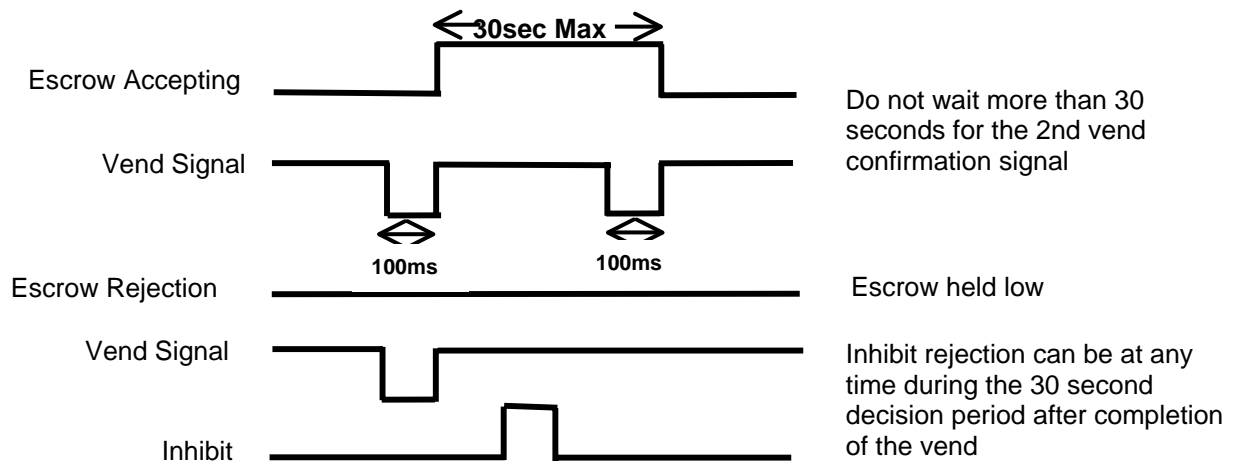 30sec Max
Escrow Accepting
Do not wait more than 30
seconds for the 2nd vend
confirmation signal
Vend Signal
100ms
100ms
Escrow Rejection
Escrow held low
Vend Signal
Inhibit rejection can be at any
time during the 30 second
decision period after completion
of the vend
Inhibit